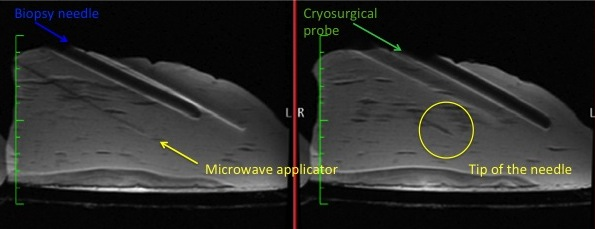 Biopsy needle
Cryosurgical
probe
L
R
L
Microwave applicator
Tip of the needle